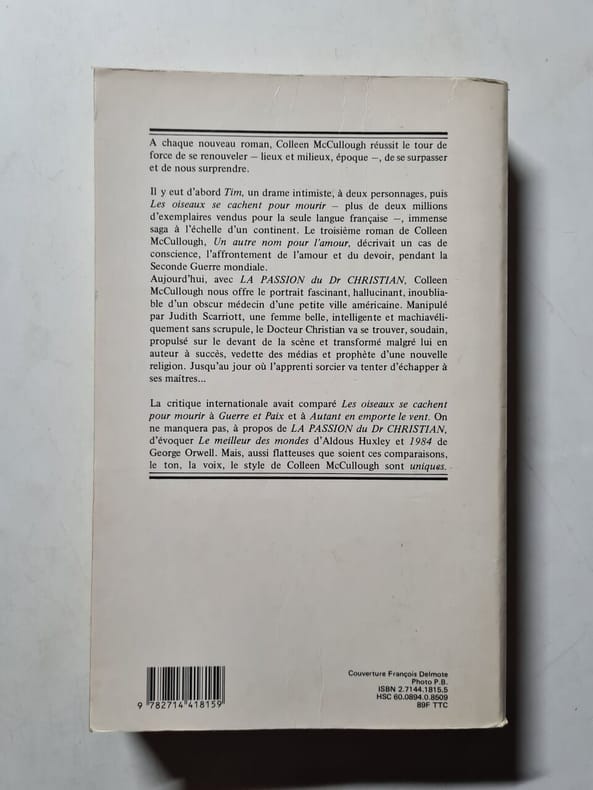 A chaque nouveau roman, Colleen McCullough réussit le tour de
force de se renouveler – lieux et milieux, époque –, de se surpasser
et de nous surprendre.
Il y eut d'abord Tim, un drame intimiste, à deux personnages, puis
Les oiseaux se cachent pour mourir – plus de deux millions
d'exemplaires vendus pour la seule langue française –, immense
saga à l'échelle d'un continent. Le troisième roman de Colleen
McCullough, Un autre nom pour l'amour, décrivait un cas de
conscience, l'affrontement de l'amour et du devoir, pendant la
Seconde Guerre mondiale.
Aujourd'hui, avec LA PASSION du Dr CHRISTIAN, Colleen
McCullough nous offre le portrait fascinant, hallucinant, inoublia-
ble d'un obscur médecin d'une petite ville américaine. Manipulé
par Judith Scarriott, une femme belle, intelligente et machiavéli-
quement sans scrupule, le Docteur Christian va se trouver, soudain,
propulsé sur le devant de la scène et transformé malgré lui en
auteur à succès, vedette des médias et prophète d'une nouvelle
religion. Jusqu'au jour où l'apprenti sorcier va tenter d'échapper à
ses maîtres...
La critique internationale avait comparé Les oiseaux se cachent
pour mourir à Guerre et Paix et à Autant en emporte le vent. On
ne manquera pas, à propos de LA PASSION du Dr CHRISTIAN,
d'évoquer Le meilleur des mondes d'Aldous Huxley et 1984 de
George Orwell. Mais, aussi flatteuses que soient ces comparaisons,
le ton, la voix, le style de Colleen McCullough sont uniques.
Couverture François Delmote
Photo P.B.
ISBN 2.7144.1815.5
HSC 60.0894.0.8509
89F TTC
9 782714 418159